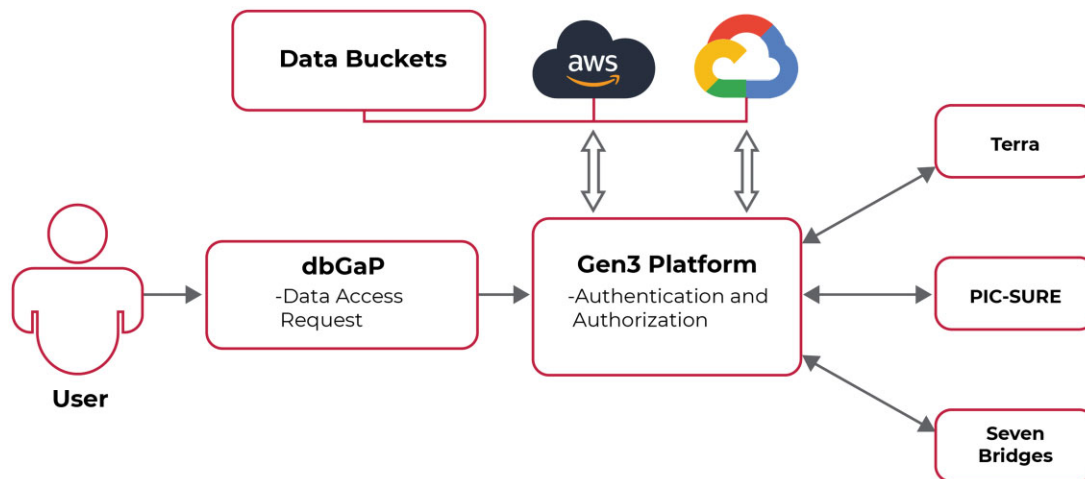 Data Buckets
aws
Terra
dbGaP
-Data Access
Request
Gen3 Platform
-Authentication and
Authorization
PIC-SURE
User
Seven
Bridges